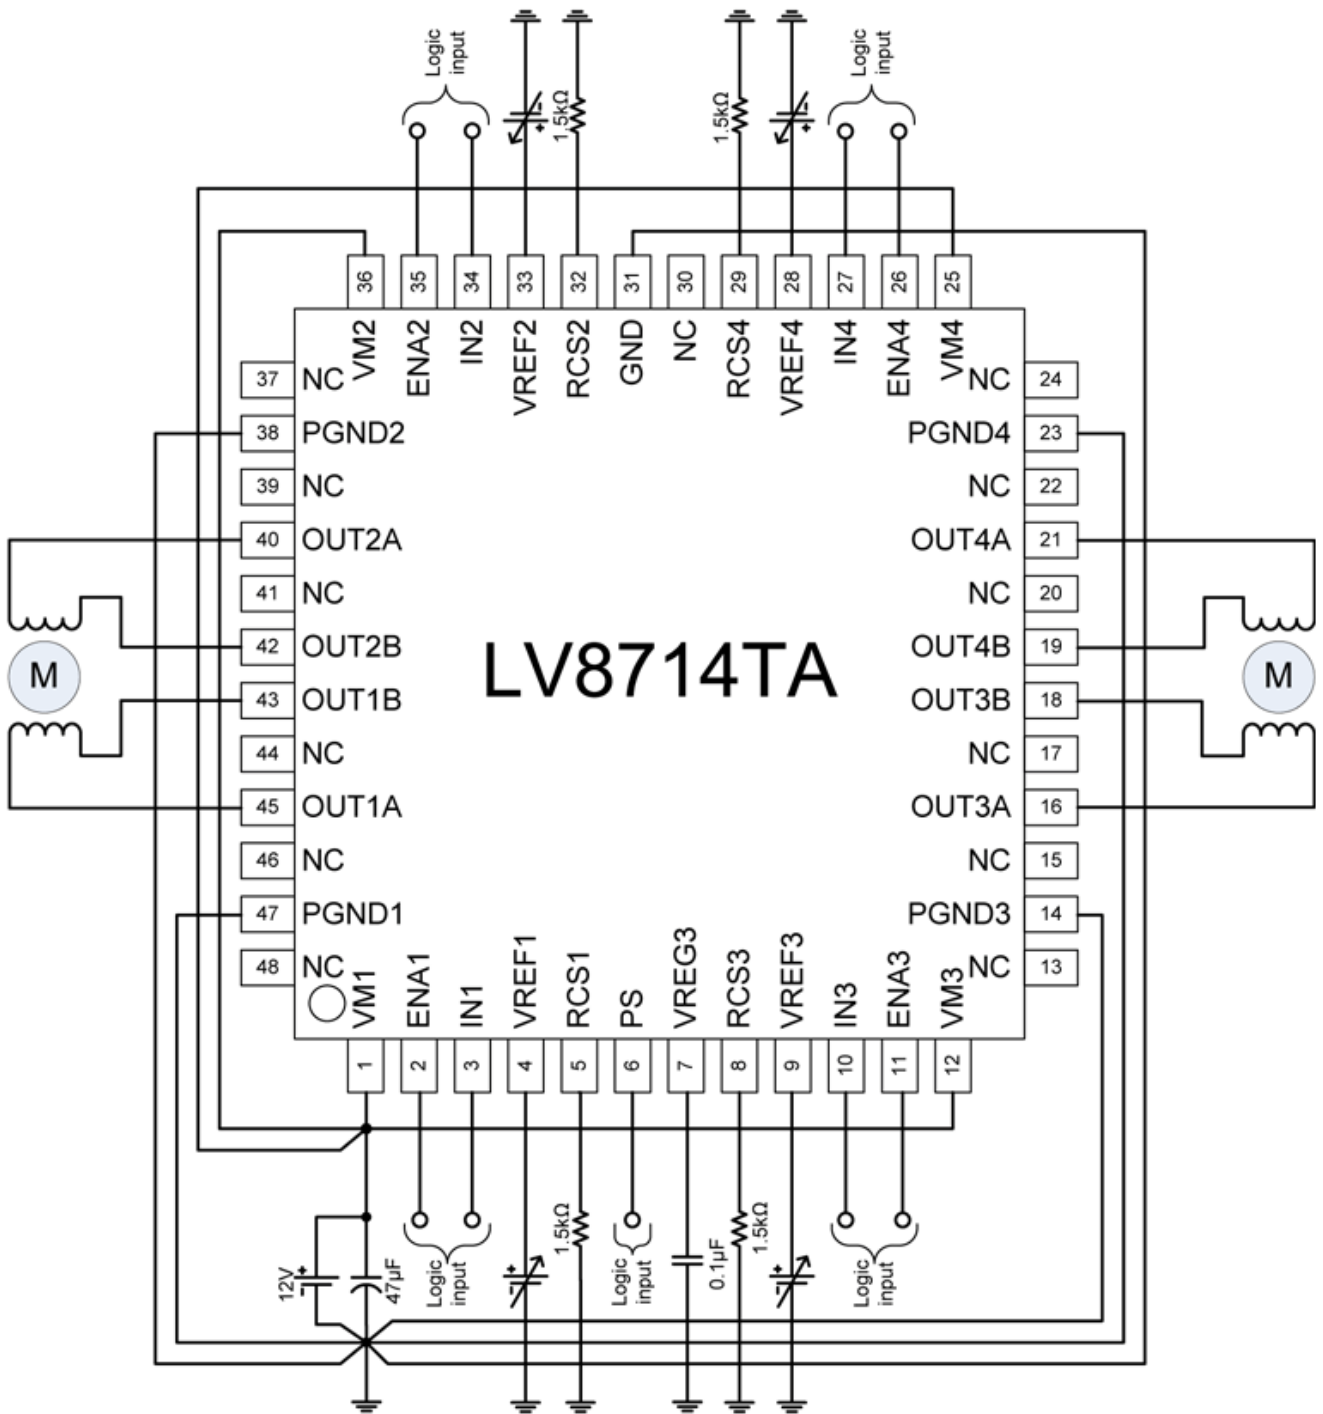 Logic
input
1.5kΩ
-
+
1.5kΩ
-
+
Logic
input
36
35
34
33
32
31
30
29
28
27
26
25
VM2
ENA2
IN2
VREF2
RCS2
GND
NC
RCS4
VREF4
IN4
ENA4
VM4
37 NC
38 PGND2
39 NC
40 OUT2A
41 NC
42 OUT2B
43 OUT1B
44 NC
45 OUT1A
46 NC
47 PGND1
48 NC
M
LV8714TA
M
NC 24
PGND4 23
NC 22
OUT4A 21
NC 20
OUT4B 19
OUT3B 18
NC 17
OUT3A 16
NC 15
PGND3 14
NC 13
VM1
ENA1
IN1
VREF1
RCS1
PS
VREG3
RCS3
VREF3
IN3
ENA3
VM3
1
2
3
4
5
6
7
8
9
10
11
12
12V
+
-
47µF
Logic
input
+
-
1.5kΩ
Logic
input
0.1µF
1.5kΩ
+
-
Logic
input